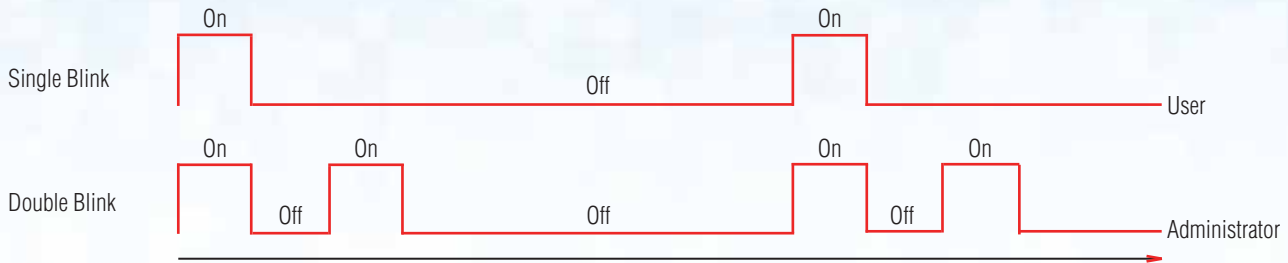 On On
Single Blink Off User
On On On On
Double Blink Off Off Off Administrator